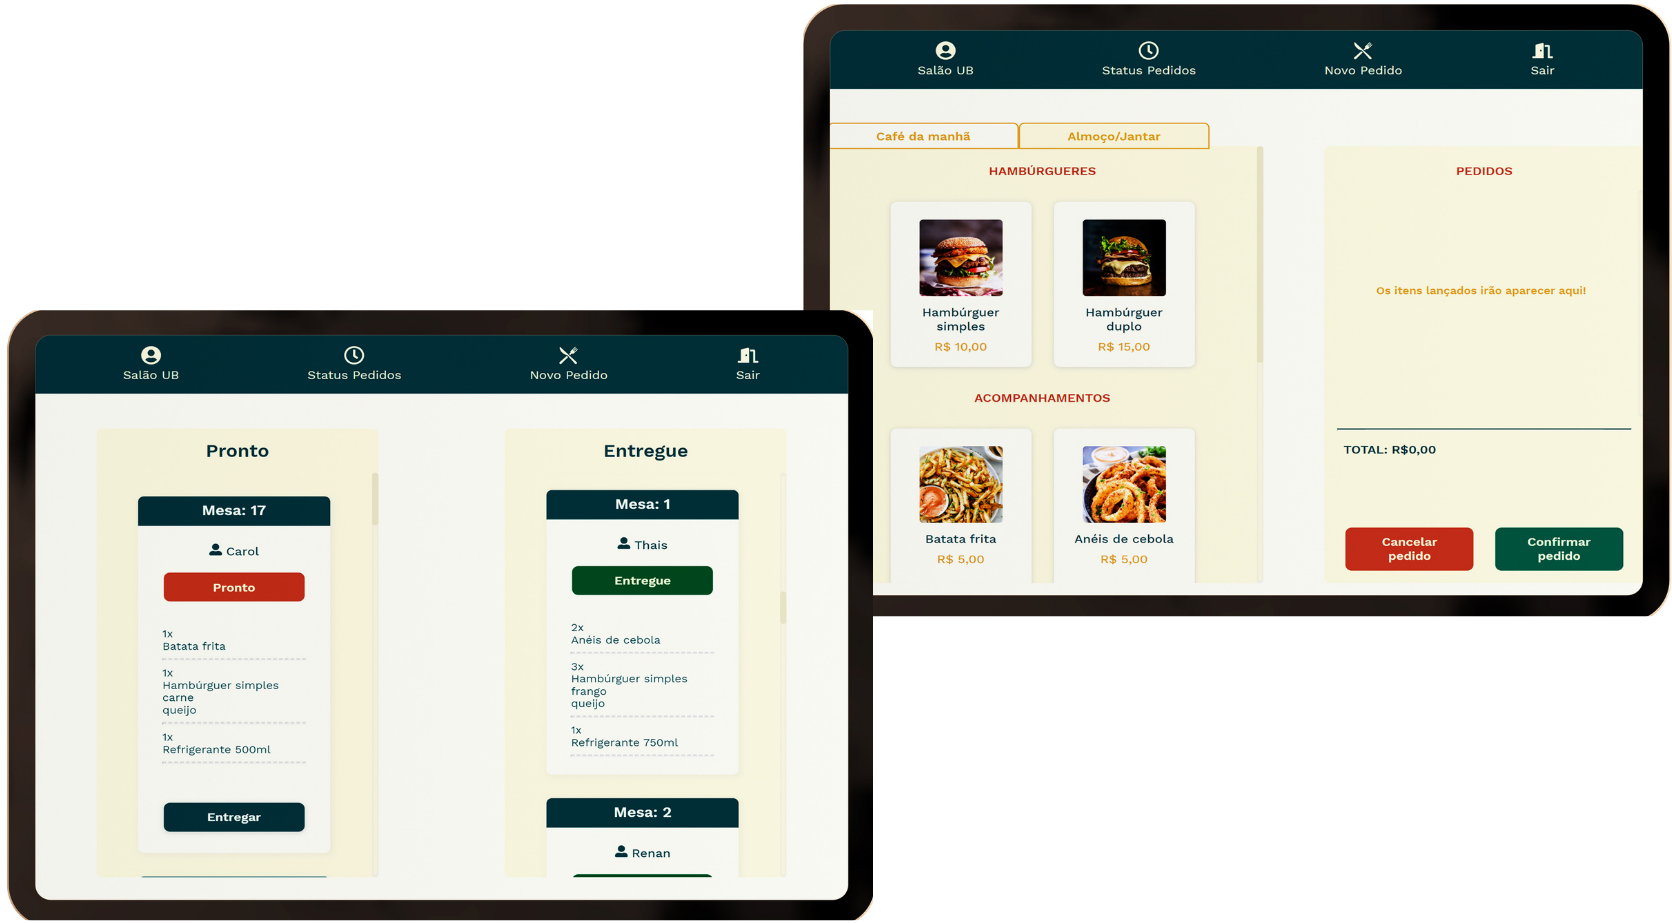 Salão UB
Status Pedidos
Novo Pedido
Sair
Café da manhã
Almoço/Jantar
HAMBÚRGUERES
Hambúrguer
simples
R$ 10,00
Hambúrguer
duplo
R$ 15,00
ACOMPANHAMENTOS
Batata frita
R$ 5,00
Anéis de cebola
R$ 5,00
PEDIDOS
Os itens lançados irão aparecer aqui!
TOTAL: R$0,00
Cancelar
pedido
Confirmar
pedido
Salão UB
Status Pedidos
Novo Pedido
Sair
Pronto
Mesa: 17
Carol
Pronto
1x
Batata frita
1x
Hambúrguer simples
carne
queijo
1x
Refrigerante 500ml
Entregar
Entregue
Mesa: 1
Thais
Entregue
2x
Anéis de cebola
3x
Hambúrguer simples
frango
queijo
1x
Refrigerante 750ml
Mesa: 2
Renan